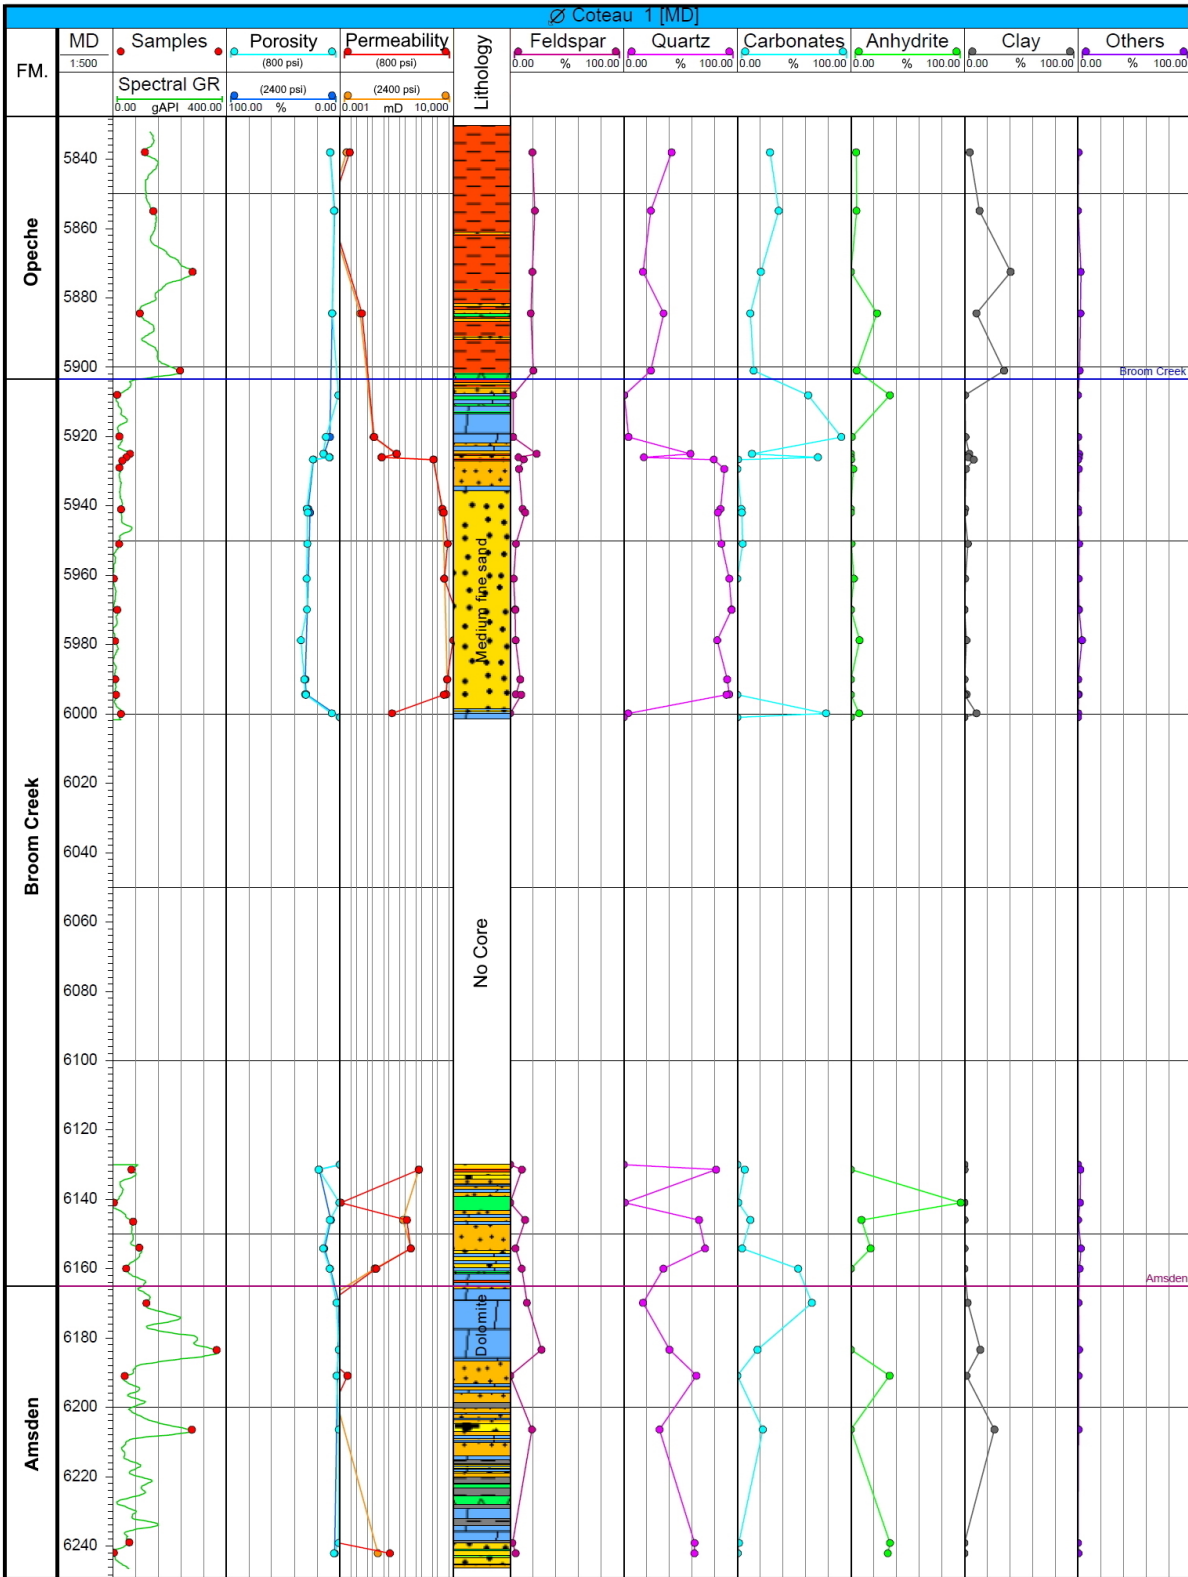 Ø Coteau 1 [MD]
FM.
MD
1:500
Samples
Spectral GR
0.00 gAPI 400.00
Porosity
(800 psi)
(2400 psi)
100.00 % 0.00
Permeability
(800 psi)
(2400 psi)
0.001 mD 10,000
Lithology
Feldspar
0.00 % 100.00
Quartz
0.00 % 100.00
Carbonates
0.00 % 100.00
Anhydrite
0.00 % 100.00
Clay
0.00 % 100.00
Others
0.00 % 100.00
Opeche
5840
5860
5880
5900
Broom Creek
Broom Creek
5920
5940
5960
5980
6000
Medium fine sand
6020
6040
6060
6080
6100
6120
No Core
6140
6160
Amsden
Amsden
6180
Dolomite
6200
6220
6240